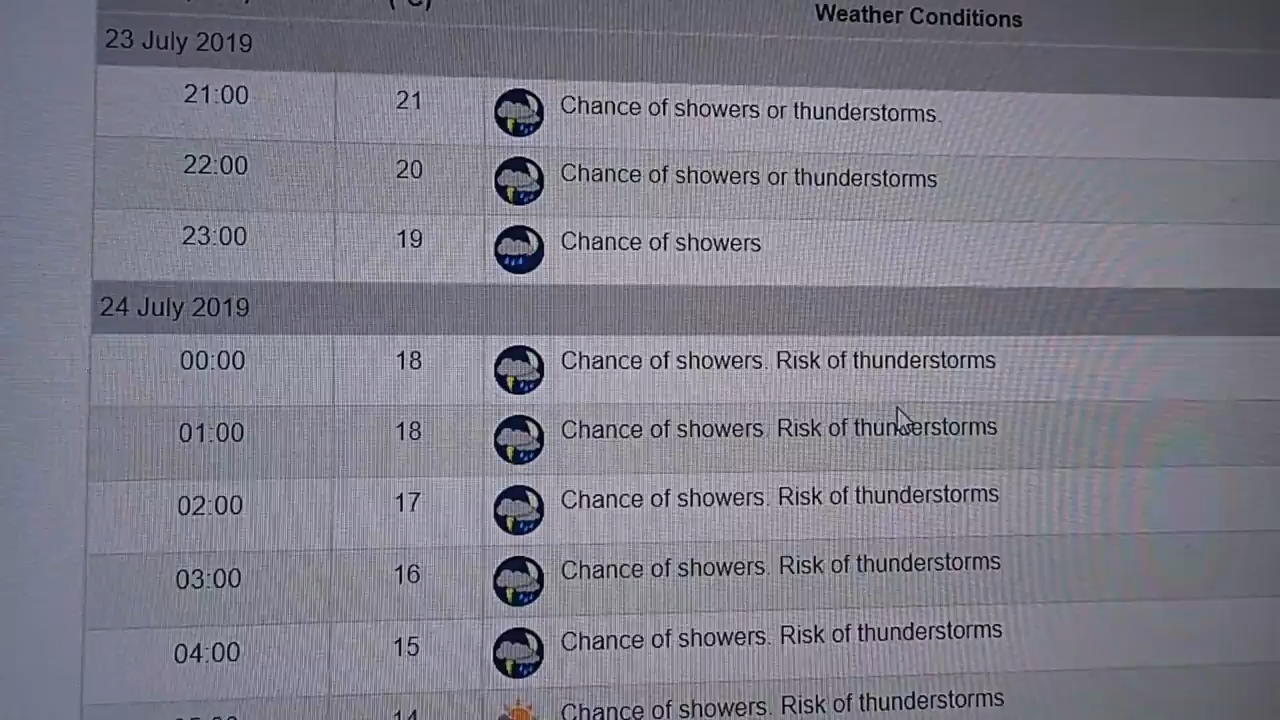 Weather Conditions
23 July 2019
21:00 21 Chance of showers or thunderstorms.
22:00 20 Chance of showers or thunderstorms
23:00 19 Chance of showers
24 July 2019
00:00 18 Chance of showers. Risk of thunderstorms
01:00 18 Chance of showers. Risk of thunderstorms
02:00 17 Chance of showers. Risk of thunderstorms
03:00 16 Chance of showers. Risk of thunderstorms
04:00 15 Chance of showers. Risk of thunderstorms
14 Chance of showers. Risk of thunderstorms